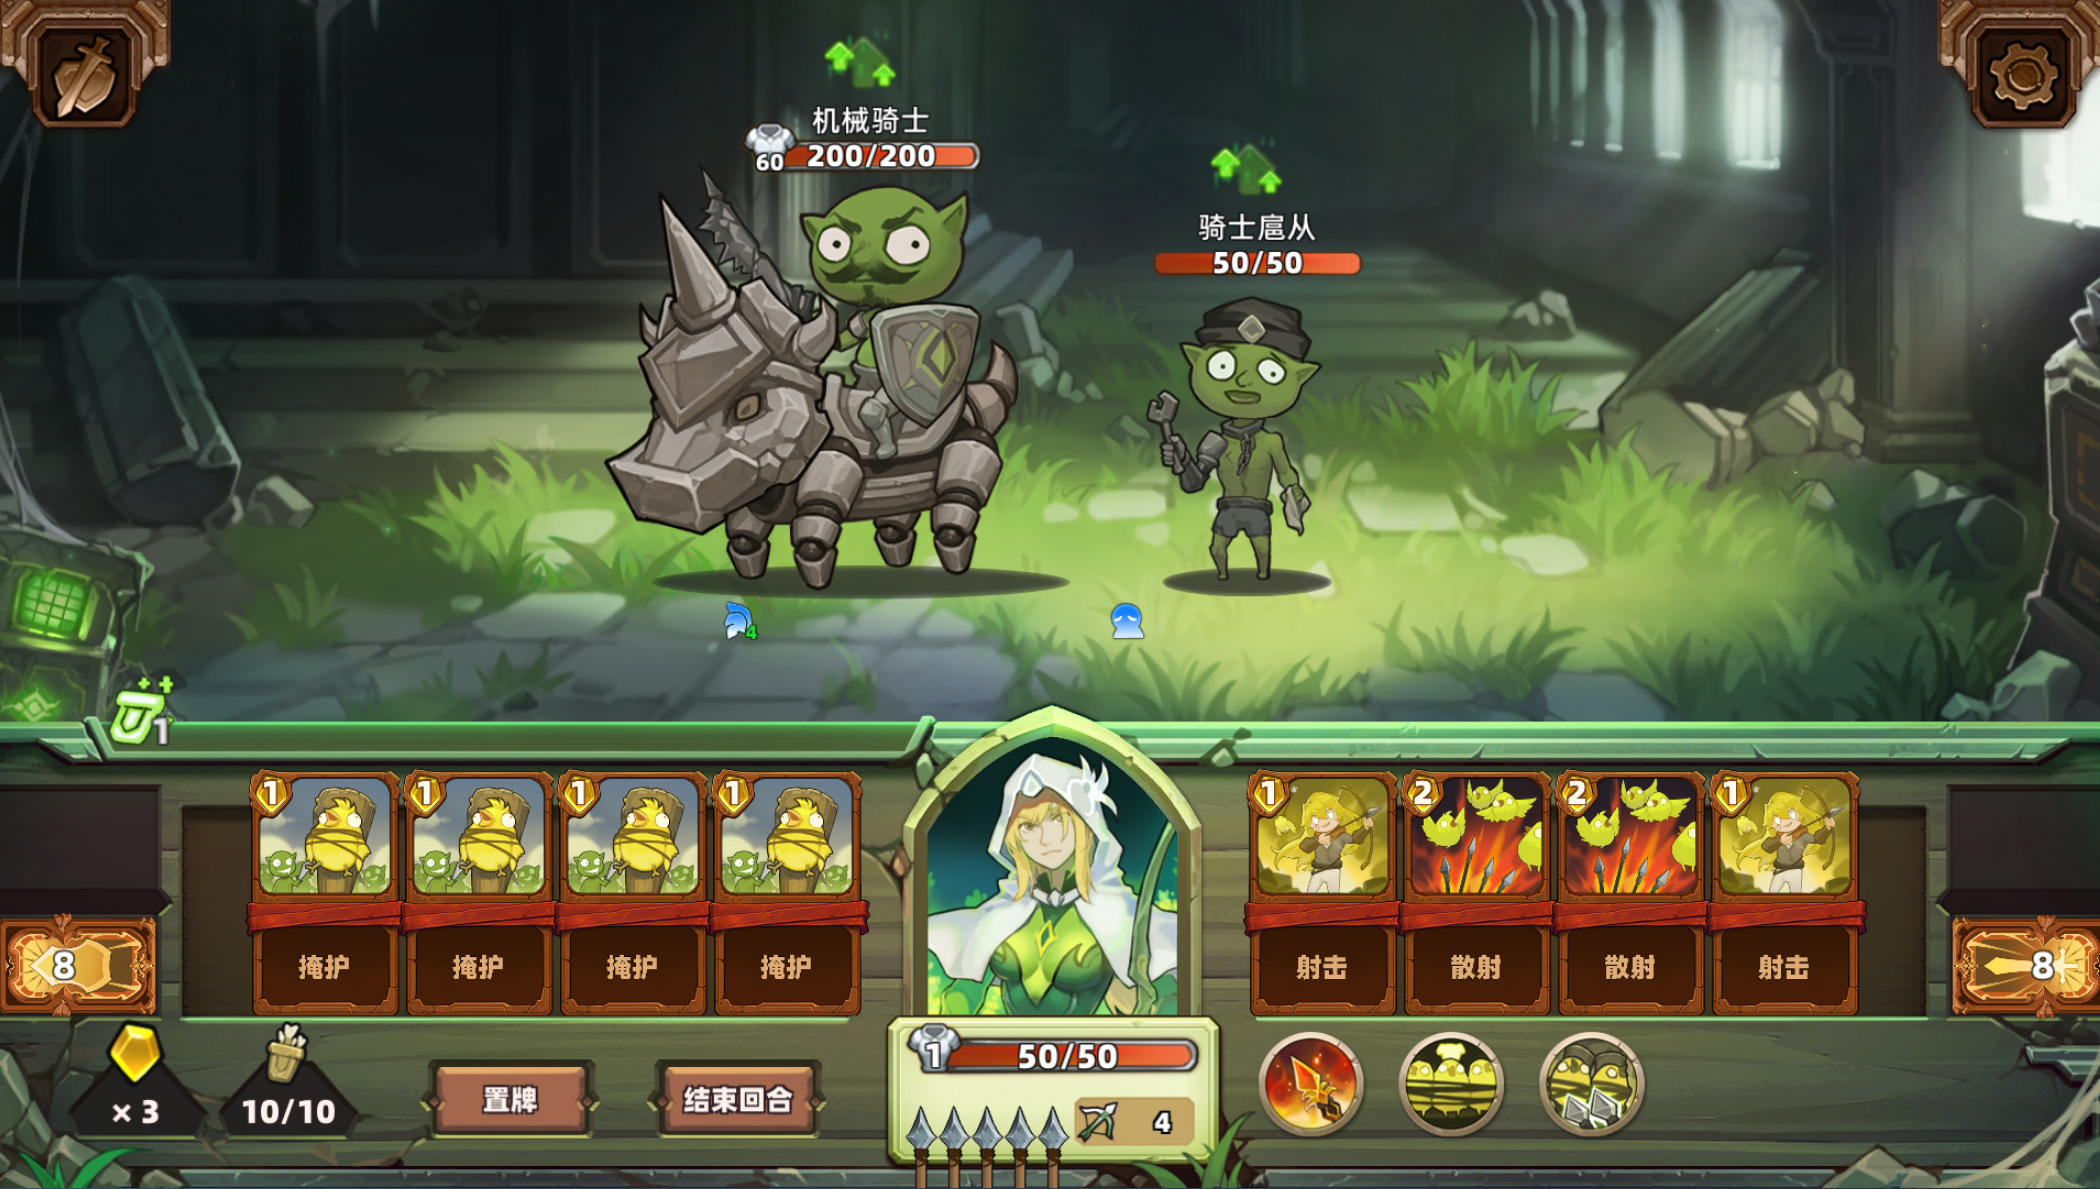 机械骑士
60 200/200
骑士扈从
50/50
4
1
1 1 1 1
掩护 掩护 掩护 掩护
1 2 2 1
射击 散射 散射 射击
8
8
×3
10/10
置牌
结束回合
1 50/50
4